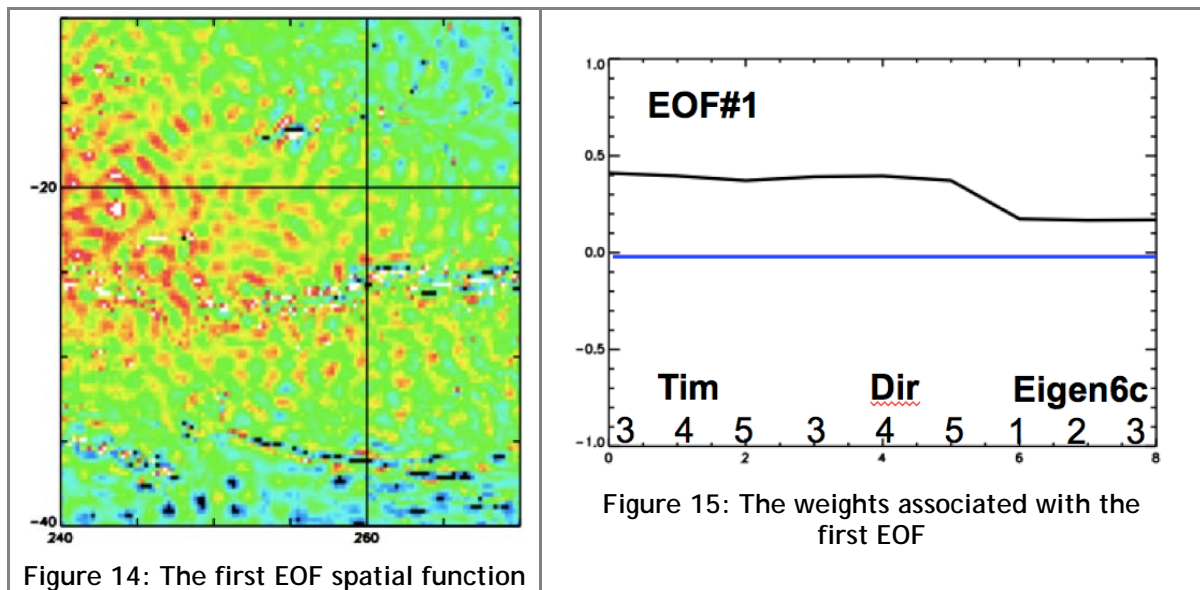 -20
-40
240
260
Figure 14: The first EOF spatial function
1.0
0.5
0.0
-0.5
-1.0
EOF#1
Tim
Dir
Eigen6c
3 4 5 3 4 5 1 2 3
0 2 4 6 8
Figure 15: The weights associated with the
first EOF